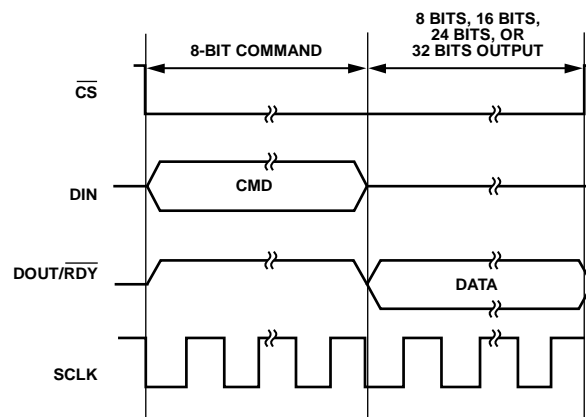 8-BIT COMMAND
8 BITS, 16 BITS,
24 BITS, OR
32 BITS OUTPUT
CS
DIN
CMD
DOUT/RDY
DATA
SCLK